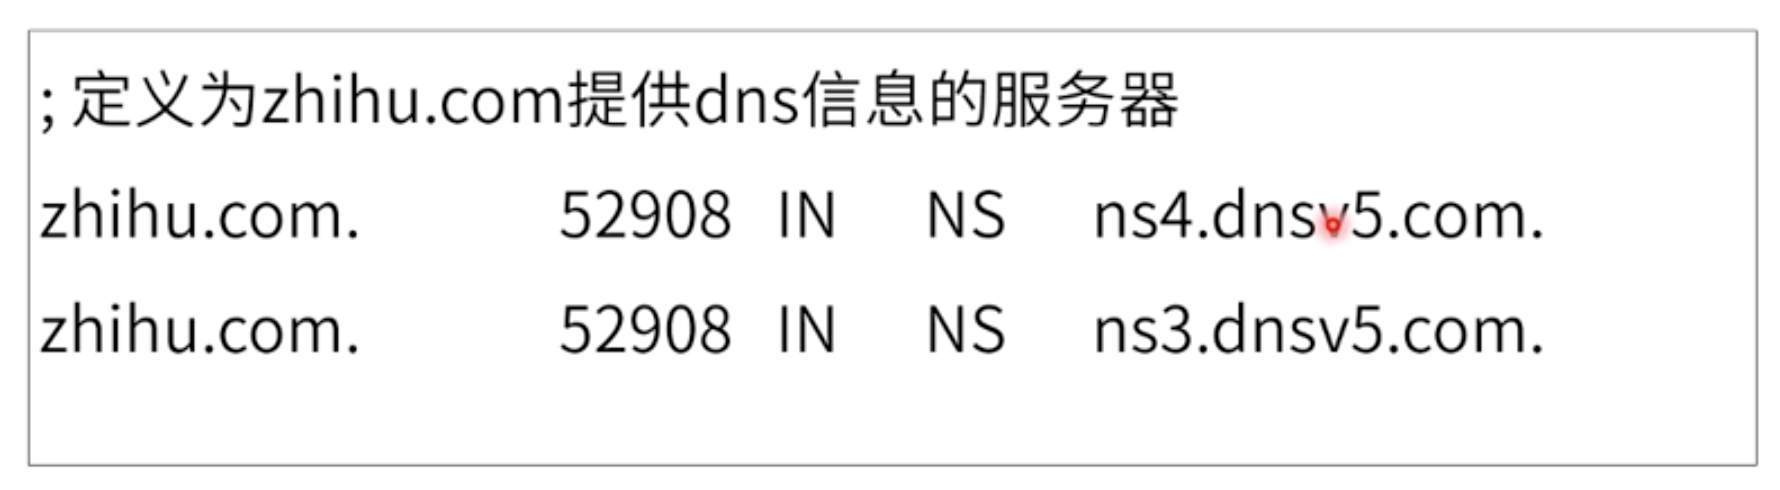 ; 定义为zhihu.com提供dns信息的服务器
zhihu.com. 52908 IN NS ns4.dnsv5.com.
zhihu.com. 52908 IN NS ns3.dnsv5.com.